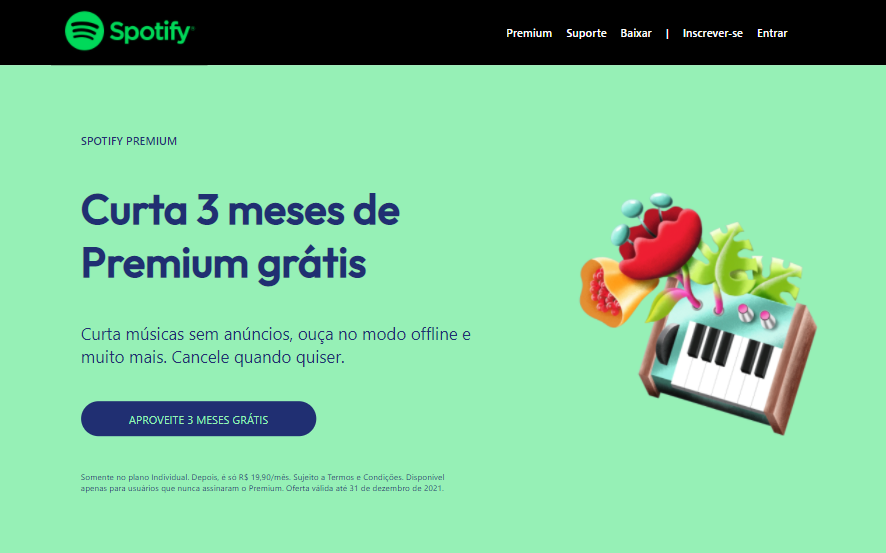 Spotify
Premium Suporte Baixar | Inscrever-se Entrar
SPOTIFY PREMIUM
Curta 3 meses de
Premium grátis
Curta músicas sem anúncios, ouça no modo offline e
muito mais. Cancele quando quiser.
APROVEITE 3 MESES GRÁTIS
Somente no plano Individual. Depois, é só R$ 19,90/mês. Sujeito a Termos e Condições. Disponível
apenas para usuários que nunca assinaram o Premium. Oferta válida até 31 de dezembro de 2021.